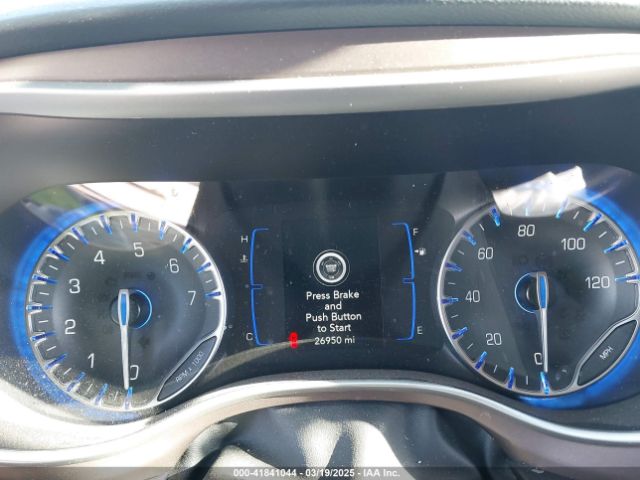 0
1
2
3
4
5
6
7
RPM X 1000
H
C
Press Brake
and
Push Button
to Start
26950 mi
F
E
0
20
40
60
80
100
120
MPH
000-41841044 | 03/19/2025 | IAA Inc.